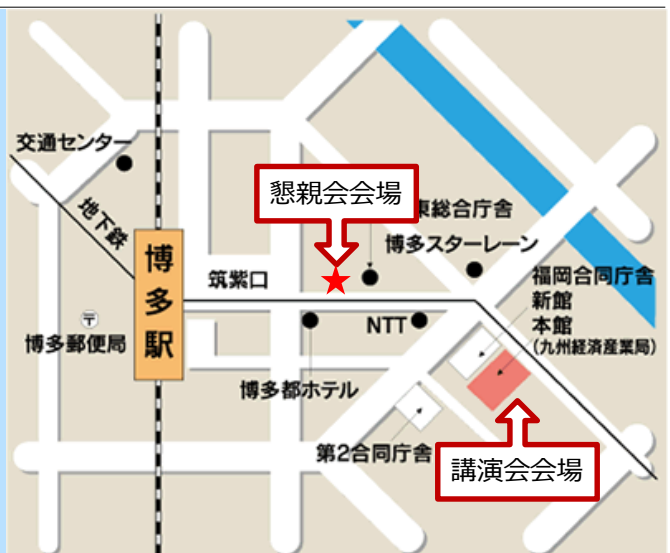 交通センター
地下鉄
博多駅
〒
博多郵便局
筑紫口
懇親会会場
東総合庁舎
博多スターレーン
福岡合同庁舎
新館
本館
(九州経済産業局)
NTT
博多都ホテル
第2合同庁舎
講演会会場